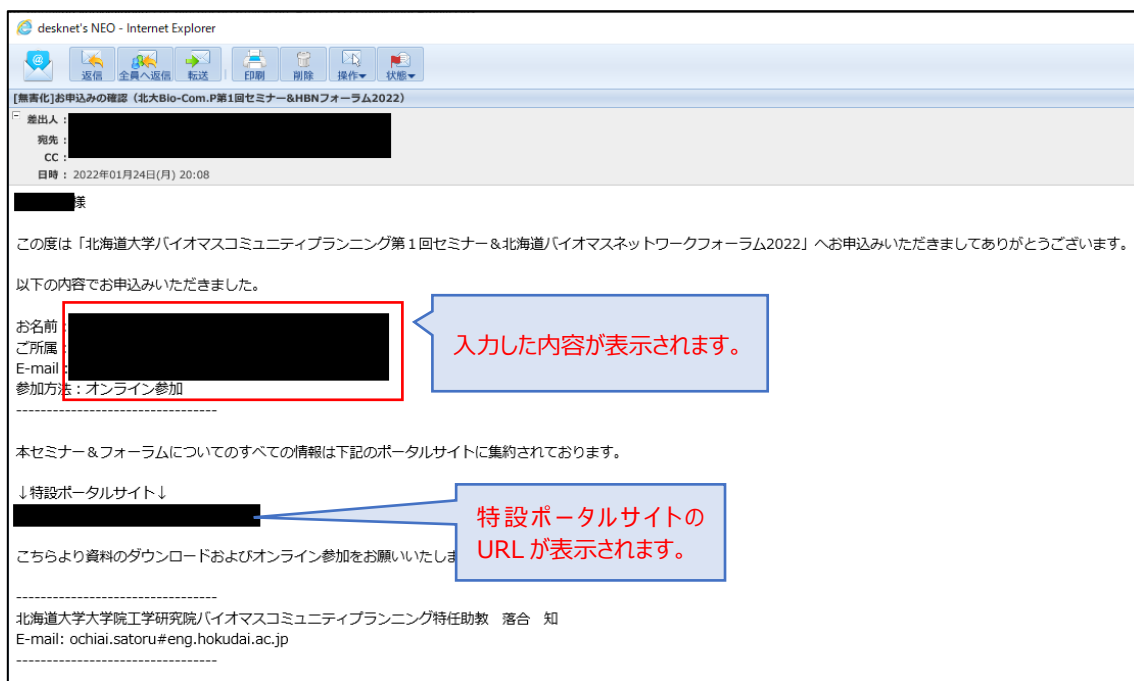 desknet's NEO - Internet Explorer
返信 全員へ返信 転送 印刷 削除 操作▼ 状態▼
[無害化]お申込みの確認（北大Bio-Com.P第1回セミナー&HBNフォーラム2022）
差出人：
宛先：
CC：
日時：2022年01月24日(月) 20:08
様
この度は「北海道大学バイオマスコミュニティプランニング第１回セミナー＆北海道バイオマスネットワークフォーラム2022」へお申込みいただきましてありがとうございます。
以下の内容でお申込みいただきました。
お名前：
ご所属：
E-mail：
参加方法：オンライン参加
入力した内容が表示されます。
---------------------------------
本セミナー＆フォーラムについてのすべての情報は下記のポータルサイトに集約されております。
↓特設ポータルサイト↓
特設ポータルサイトの
URL が表示されます。
こちらより資料のダウンロードおよびオンライン参加をお願いいたしま
---------------------------------
北海道大学大学院工学研究院バイオマスコミュニティプランニング特任助教　落合　知
E-mail: ochiai.satoru#eng.hokudai.ac.jp
---------------------------------